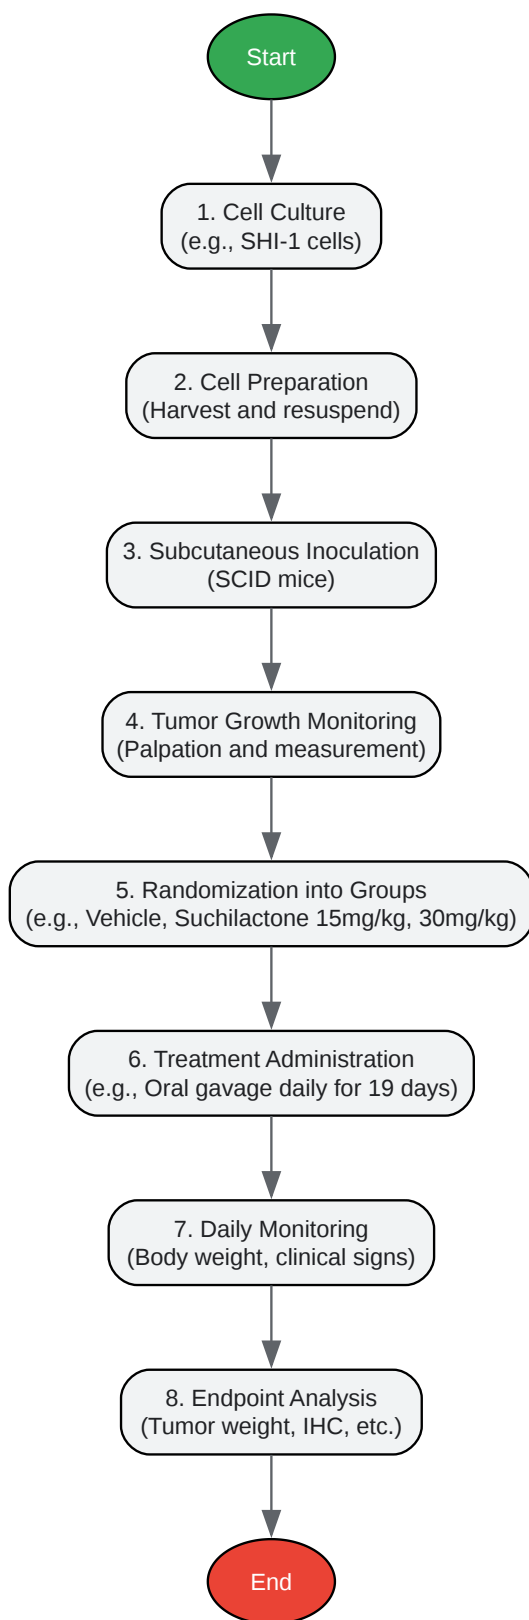 Start
1. Cell Culture
(e.g., SHI-1 cells)
2. Cell Preparation
(Harvest and resuspend)
3. Subcutaneous Inoculation
(SCID mice)
4. Tumor Growth Monitoring
(Palpation and measurement)
5. Randomization into Groups
(e.g., Vehicle, Suchilactone 15mg/kg, 30mg/kg)
6. Treatment Administration
(e.g., Oral gavage daily for 19 days)
7. Daily Monitoring
(Body weight, clinical signs)
8. Endpoint Analysis
(Tumor weight, IHC, etc.)
End